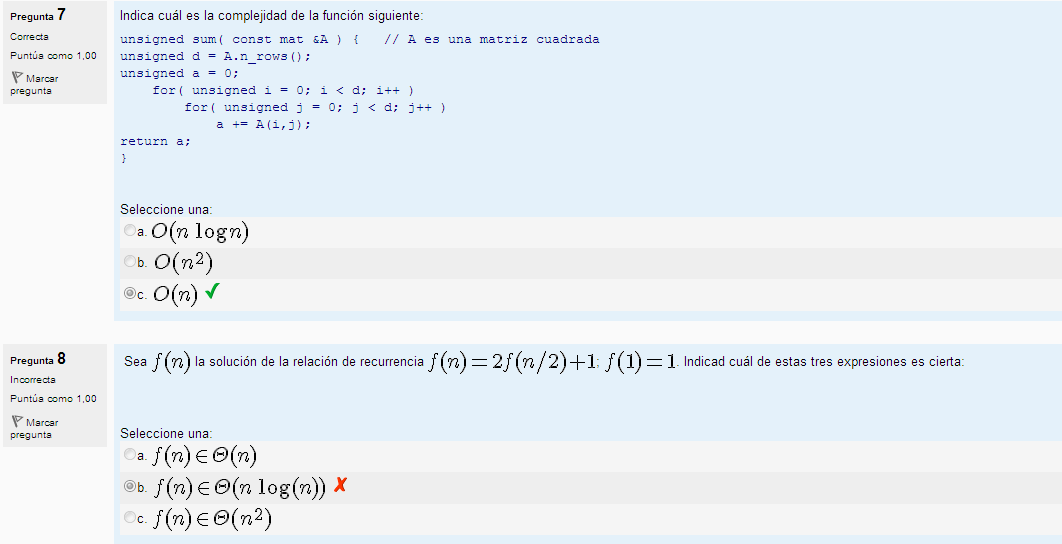 Pregunta 7
Correcta
Puntúa como 1,00
Marcar
pregunta
Indica cuál es la complejidad de la función siguiente:
unsigned sum( const mat &A ) {   // A es una matriz cuadrada
unsigned d = A.n_rows();
unsigned a = 0;
    for( unsigned i = 0; i < d; i++ )
        for( unsigned j = 0; j < d; j++ )
            a += A(i,j);
return a;
}
Seleccione una:
a. O(n logn)
b. O(n²)
c. O(n) ✓
Pregunta 8
Incorrecta
Puntúa como 1,00
Marcar
pregunta
Sea f(n) la solución de la relación de recurrencia f(n)=2f(n/2)+1; f(1)=1. Indicad cuál de estas tres expresiones es cierta:
Seleccione una:
a. f(n)∈Θ(n)
b. f(n)∈Θ(n log(n)) ✗
c. f(n)∈Θ(n²)